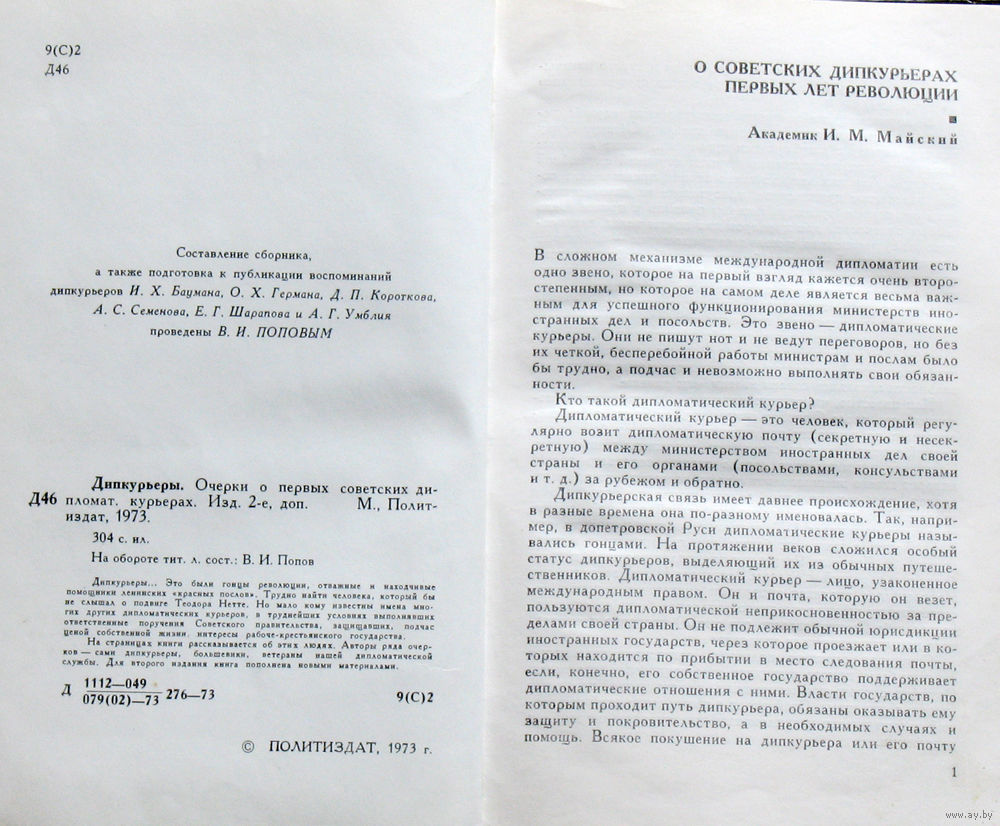 9(С)2
Д46
Составление сборника,
а также подготовка к публикации воспоминаний
дипкурьеров И. Х. Баумана, О. Х. Германа, Д. П. Короткова,
А. С. Семенова, Е. Г. Шарапова и А. Г. Умблия
проведены В. И. ПОПОВЫМ
Дипкурьеры. Очерки о первых советских ди-
Д46 пломат. курьерах. Изд. 2-е, доп. М., Полит-
издат, 1973.
304 с. ил.
На обороте тит. л. сост.: В. И. Попов
Дипкурьеры... Это были гонцы революции, отважные и находчивые
помощники ленинских «красных послов». Трудно найти человека, который бы
не слышал о подвиге Теодора Нетте. Но мало кому известны имена мно-
гих других дипломатических курьеров, в труднейших условиях выполнявших
ответственные поручения Советского правительства, защищавших, подчас
ценой собственной жизни, интересы рабоче-крестьянского государства.
На страницах книги рассказывается об этих людях. Авторы ряда очер-
ков — сами дипкурьеры, большевики, ветераны нашей дипломатической
службы. Для второго издания книга пополнена новыми материалами.
Д 1112—049
079(02)—73 276—73 9(С)2
© ПОЛИТИЗДАТ, 1973 г.
О СОВЕТСКИХ ДИПКУРЬЕРАХ
ПЕРВЫХ ЛЕТ РЕВОЛЮЦИИ
Академик И. М. Майский
В сложном механизме международной дипломатии есть
одно звено, которое на первый взгляд кажется очень второ-
степенным, но которое на самом деле является весьма важ-
ным для успешного функционирования министерств ино-
странных дел и посольств. Это звено — дипломатические
курьеры. Они не пишут нот и не ведут переговоров, но без
их четкой, бесперебойной работы министрам и послам было
бы трудно, а подчас и невозможно выполнять свои обязан-
ности.
Кто такой дипломатический курьер?
Дипломатический курьер — это человек, который регу-
лярно возит дипломатическую почту (секретную и несек-
ретную) между министерством иностранных дел своей
страны и его органами (посольствами, консульствами
и т. д.) за рубежом и обратно.
Дипкурьерская связь имеет давнее происхождение, хотя
в разные времена она по-разному именовалась. Так, напри-
мер, в допетровской Руси дипломатические курьеры назы-
вались гонцами. На протяжении веков сложился особый
статус дипкурьеров, выделяющий их из обычных путеше-
ственников. Дипломатический курьер — лицо, узаконенное
международным правом. Он и почта, которую он везет,
пользуются дипломатической неприкосновенностью за пре-
делами своей страны. Он не подлежит обычной юрисдикции
иностранных государств, через которое проезжает или в ко-
торых находится по прибытии в место следования почты,
если, конечно, его собственное государство поддерживает
дипломатические отношения с ними. Власти государств, по
которым проходит путь дипкурьера, обязаны оказывать ему
защиту и покровительство, а в необходимых случаях и
помощь. Всякое покушение на дипкурьера или его почту
1
www.ay.by